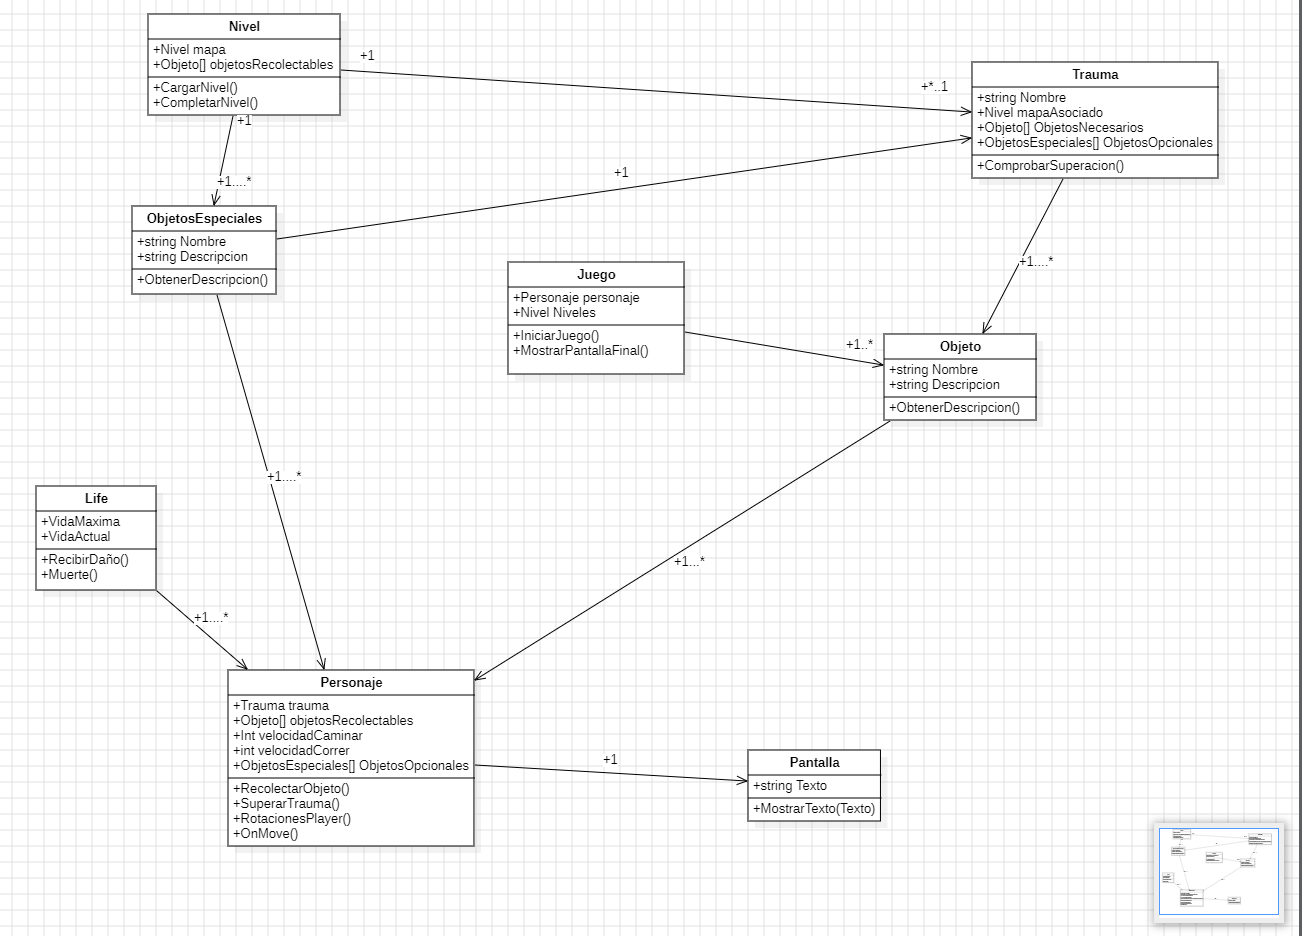 Nivel
+Nivel mapa
+Objeto[] objetosRecolectables
+CargarNivel()
+CompletarNivel()
+1
+*..1
+1
+1....*
Trauma
+string Nombre
+Nivel mapaAsociado
+Objeto[] ObjetosNecesarios
+ObjetosEspeciales[] ObjetosOpcionales
+ComprobarSuperacion()
+1
ObjetosEspeciales
+string Nombre
+string Descripcion
+ObtenerDescripcion()
+1....*
Juego
+Personaje personaje
+Nivel Niveles
+IniciarJuego()
+MostrarPantallaFinal()
+1..*
Objeto
+string Nombre
+string Descripcion
+ObtenerDescripcion()
+1....*
Life
+VidaMaxima
+VidaActual
+RecibirDaño()
+Muerte()
+1...*
+1....*
Personaje
+Trauma trauma
+Objeto[] objetosRecolectables
+Int velocidadCaminar
+int velocidadCorrer
+ObjetosEspeciales[] ObjetosOpcionales
+RecolectarObjeto()
+SuperarTrauma()
+RotacionesPlayer()
+OnMove()
+1
Pantalla
+string Texto
+MostrarTexto(Texto)